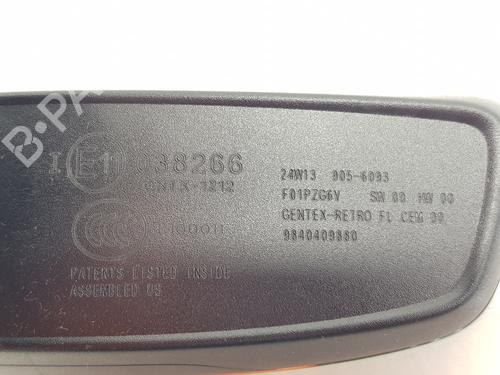 B-PARTS
I E1 038266
GNTX-1212
24W13 905-6093
F01PZG6V SW 00 HW 00
GENTEX-RETRO FL CEM 00
9840409880
PATENTS LISTED INSIDE
ASSEMBLED US